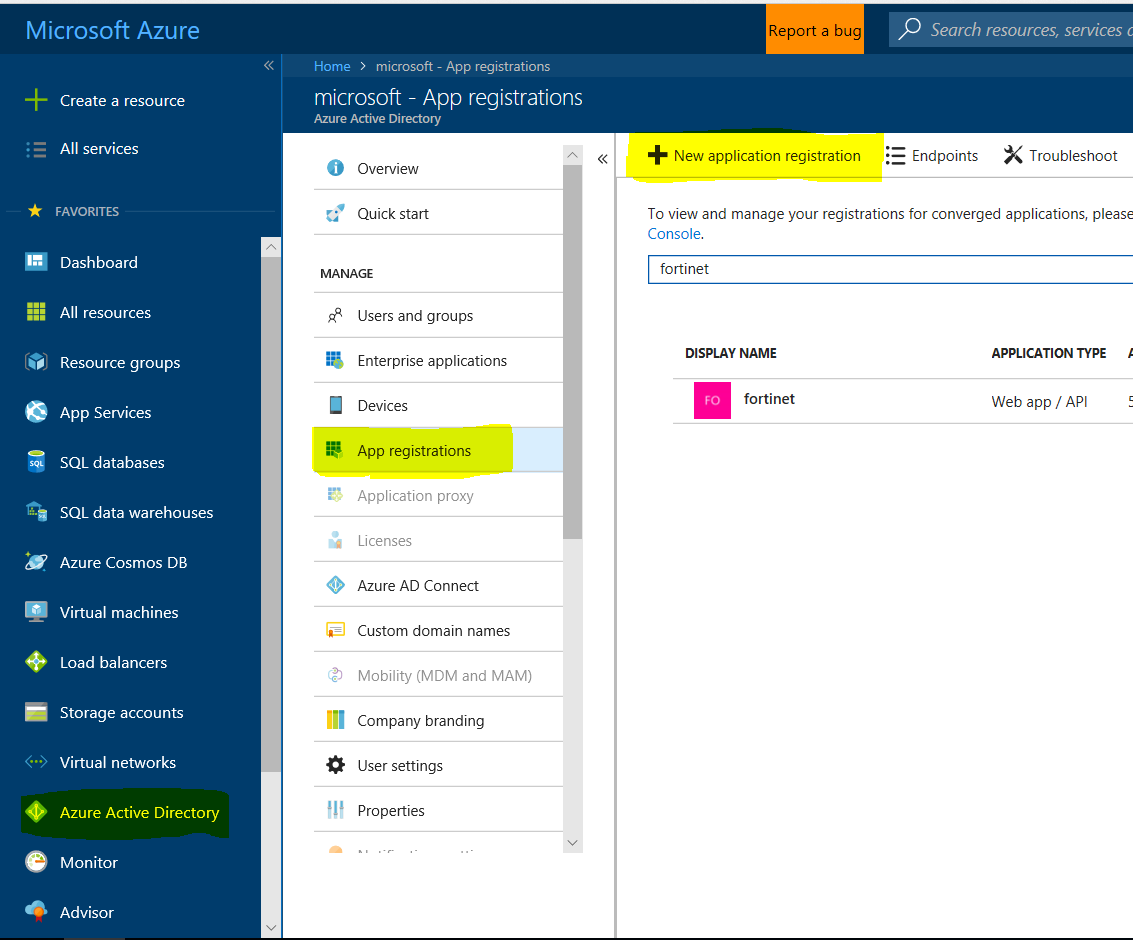 Microsoft Azure
Report a bug
Search resources, services
Home > microsoft - App registrations
microsoft - App registrations
Azure Active Directory
Create a resource
All services
FAVORITES
Dashboard
All resources
Resource groups
App Services
SQL databases
SQL
SQL data warehouses
Azure Cosmos DB
Virtual machines
Load balancers
Storage accounts
Virtual networks
Azure Active Directory
Monitor
Advisor
Overview
Quick start
MANAGE
Users and groups
Enterprise applications
Devices
App registrations
Application proxy
Licenses
Azure AD Connect
Custom domain names
Mobility (MDM and MAM)
Company branding
User settings
Properties
New application registration
Endpoints
Troubleshoot
To view and manage your registrations for converged applications, please
Console.
fortinet
DISPLAY NAME APPLICATION TYPE
FO fortinet Web app / API